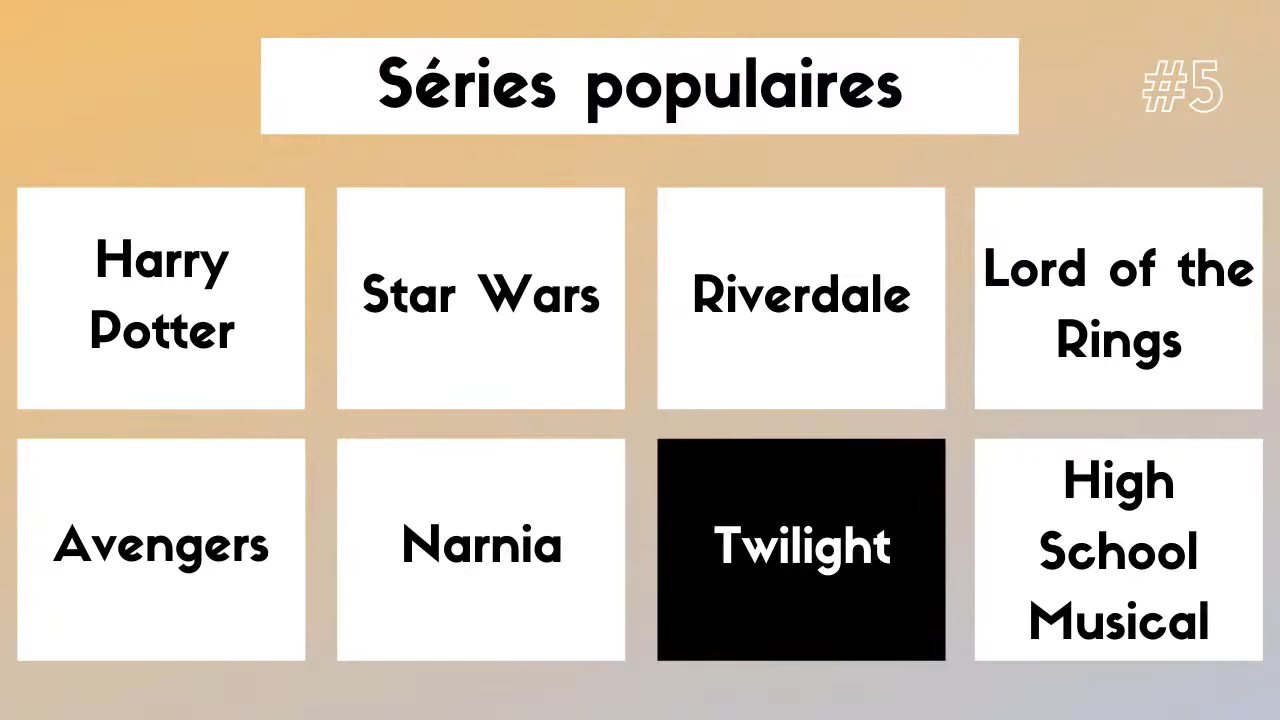 Séries populaires
#5
Harry
Potter
Star Wars
Riverdale
Lord of the
Rings
Avengers
Narnia
Twilight
High
School
Musical